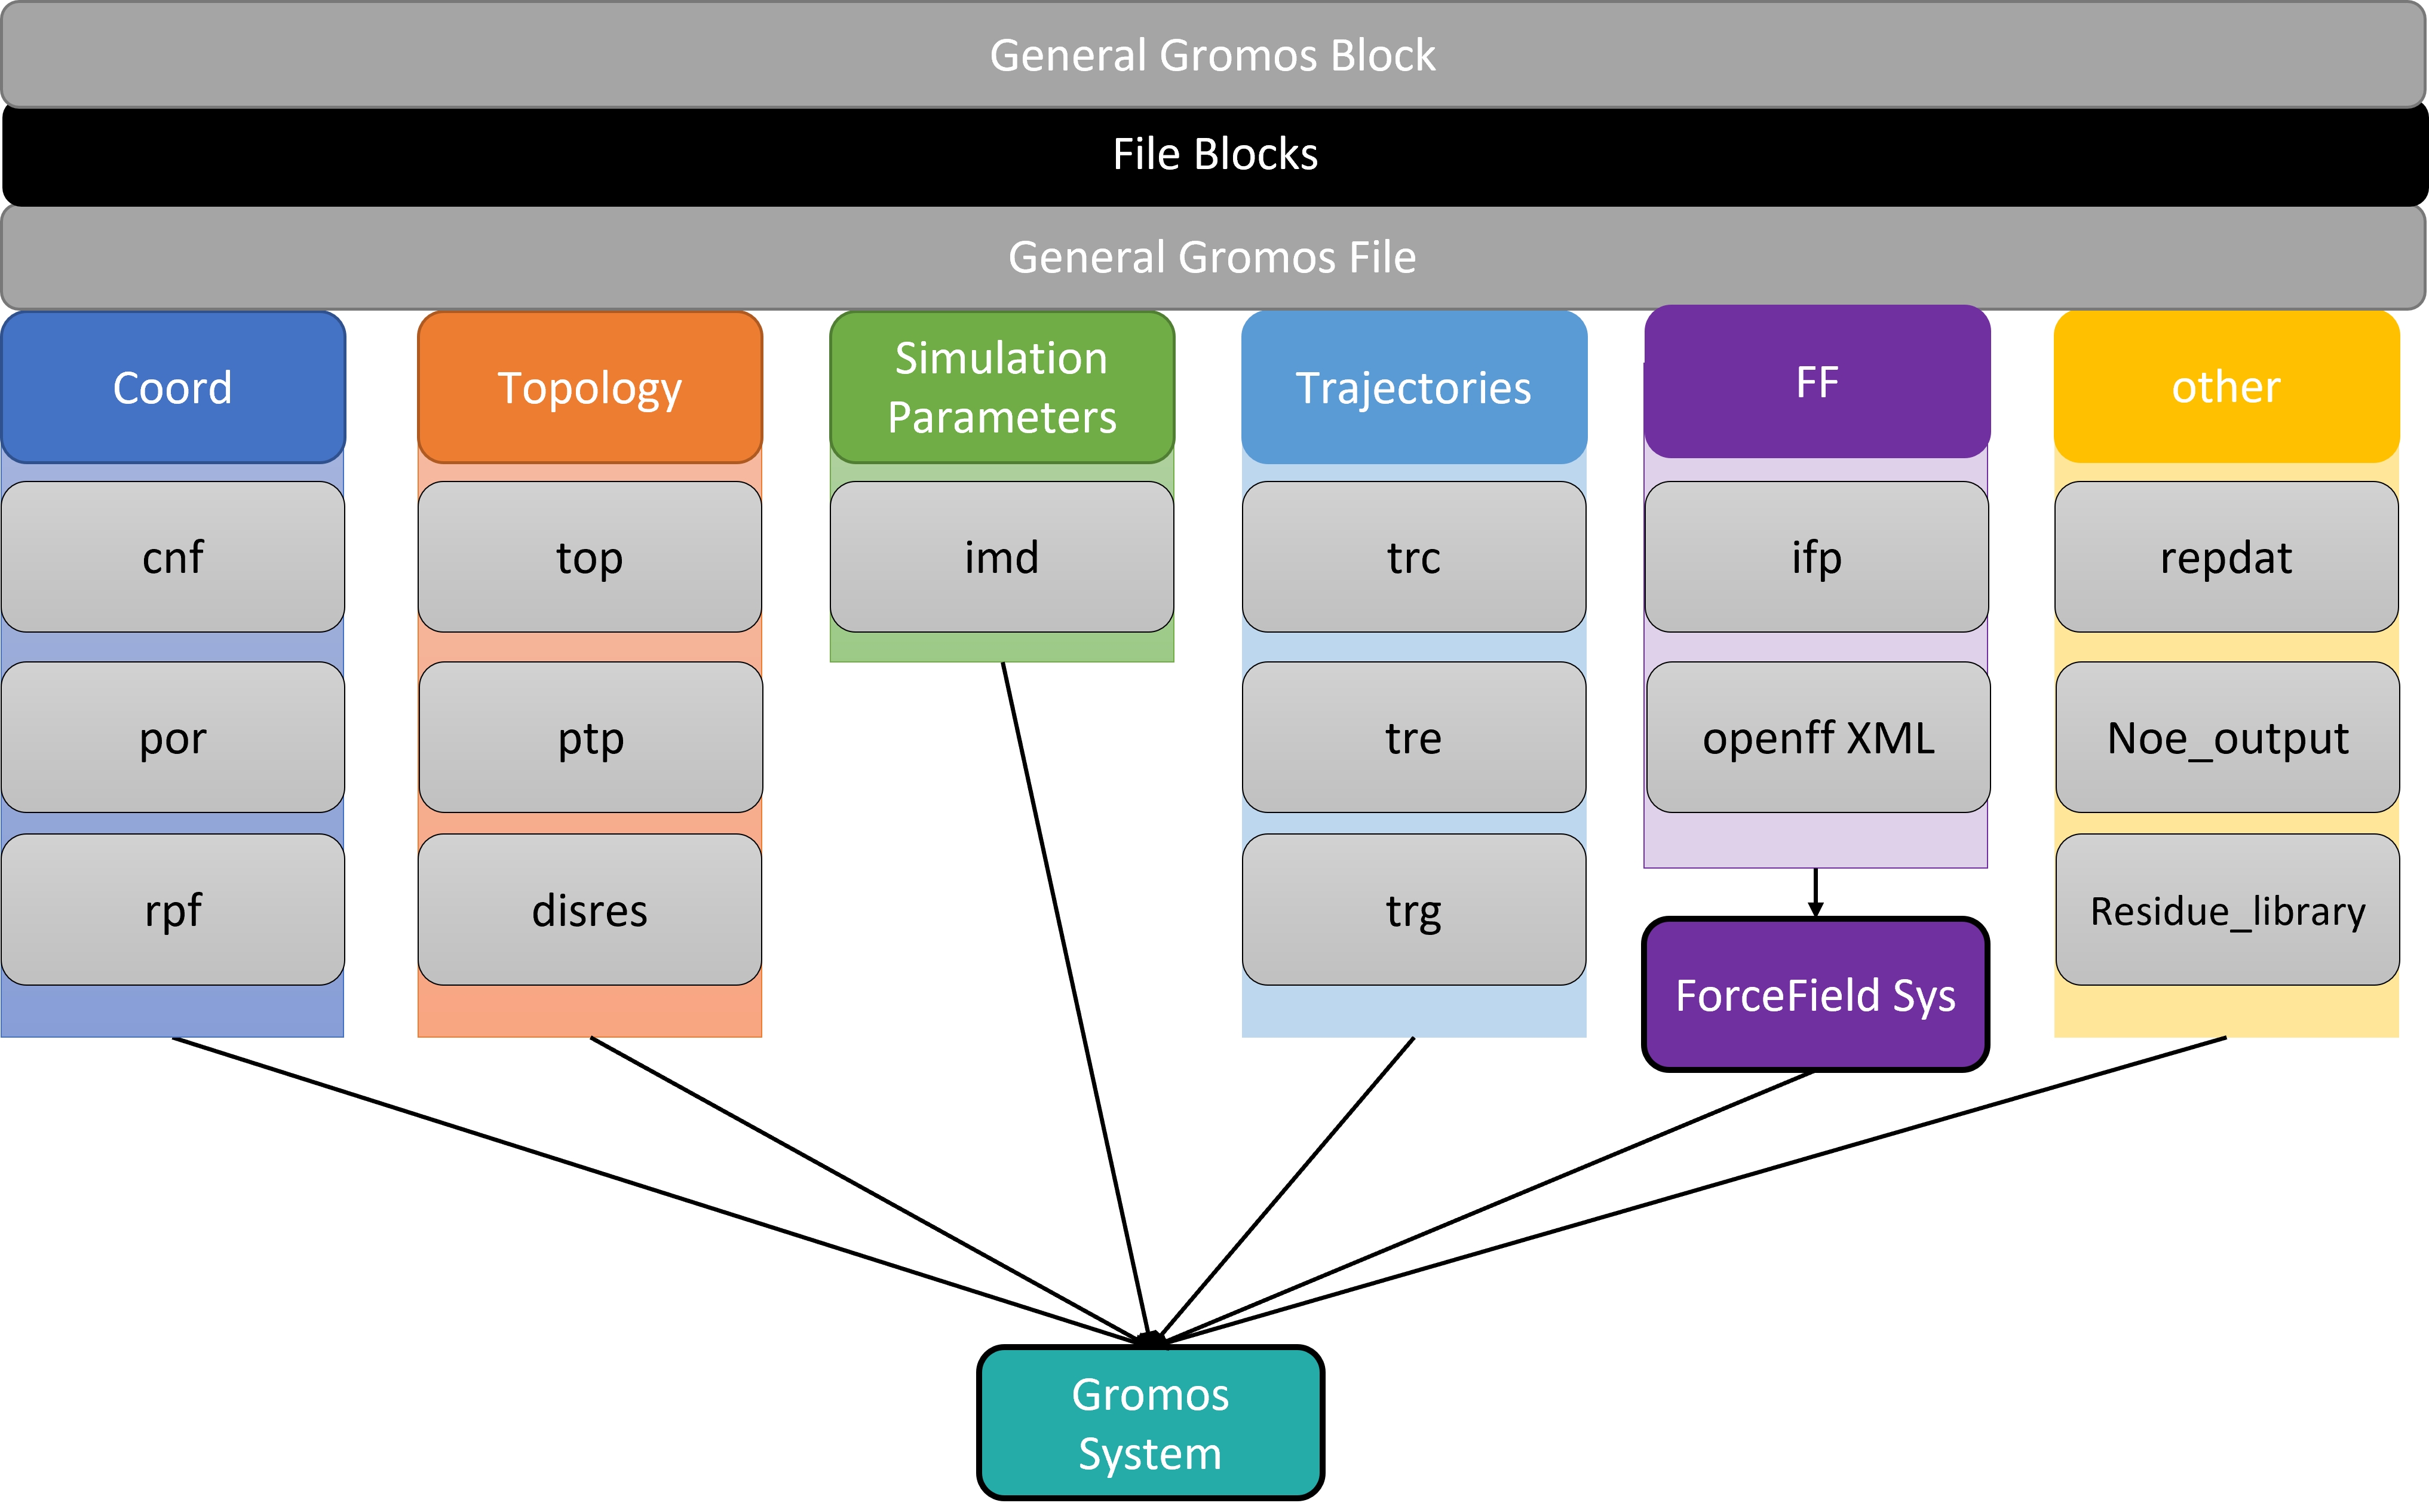 General Gromos Block
File Blocks
General Gromos File
Coord
Topology
Simulation
Parameters
Trajectories
FF
other
cnf
top
imd
trc
ifp
repdat
por
ptp
tre
openff XML
Noe_output
rpf
disres
trg
Residue_library
ForceField Sys
Gromos
System